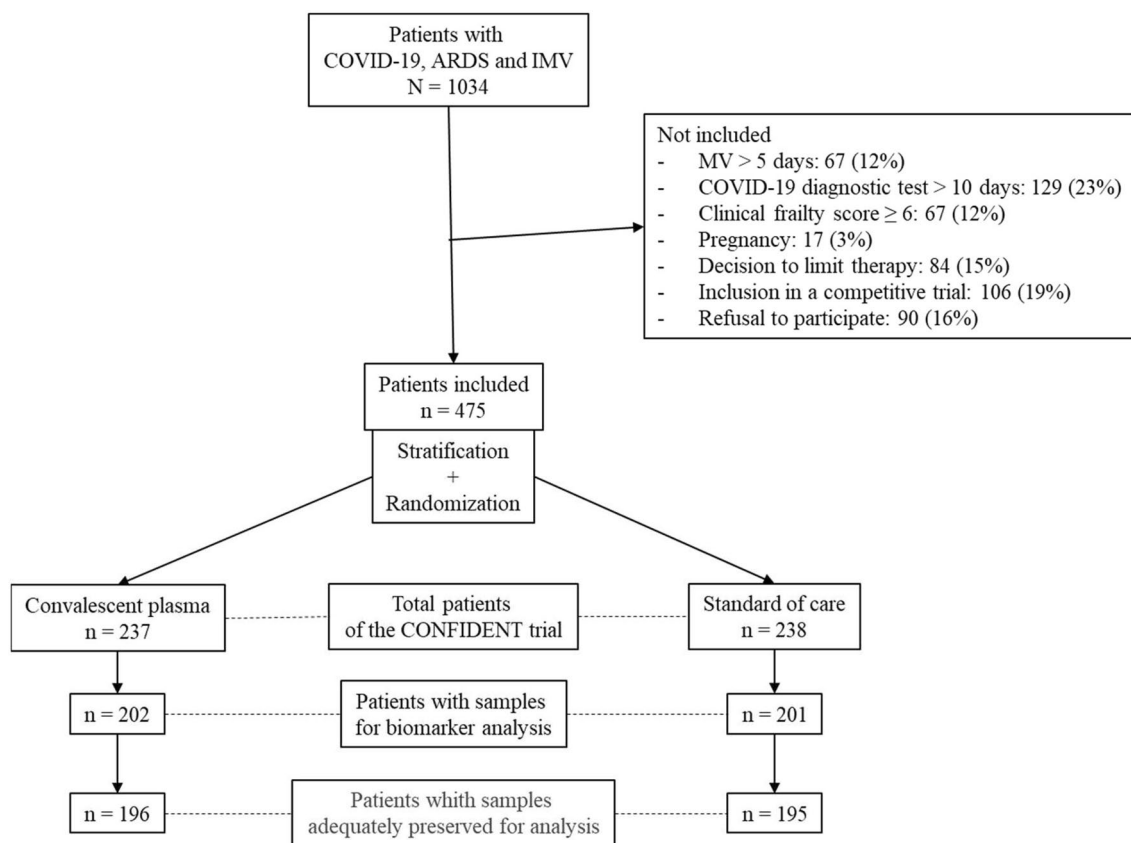 Patients with
COVID-19, ARDS and IMV
N = 1034
Not included
- MV > 5 days: 67 (12%)
- COVID-19 diagnostic test > 10 days: 129 (23%)
- Clinical frailty score ≥ 6: 67 (12%)
- Pregnancy: 17 (3%)
- Decision to limit therapy: 84 (15%)
- Inclusion in a competitive trial: 106 (19%)
- Refusal to participate: 90 (16%)
Patients included
n = 475
Stratification
+
Randomization
Convalescent plasma
n = 237
Total patients
of the CONFIDENT trial
Standard of care
n = 238
n = 202
Patients with samples
for biomarker analysis
n = 201
n = 196
Patients whith samples
adequately preserved for analysis
n = 195